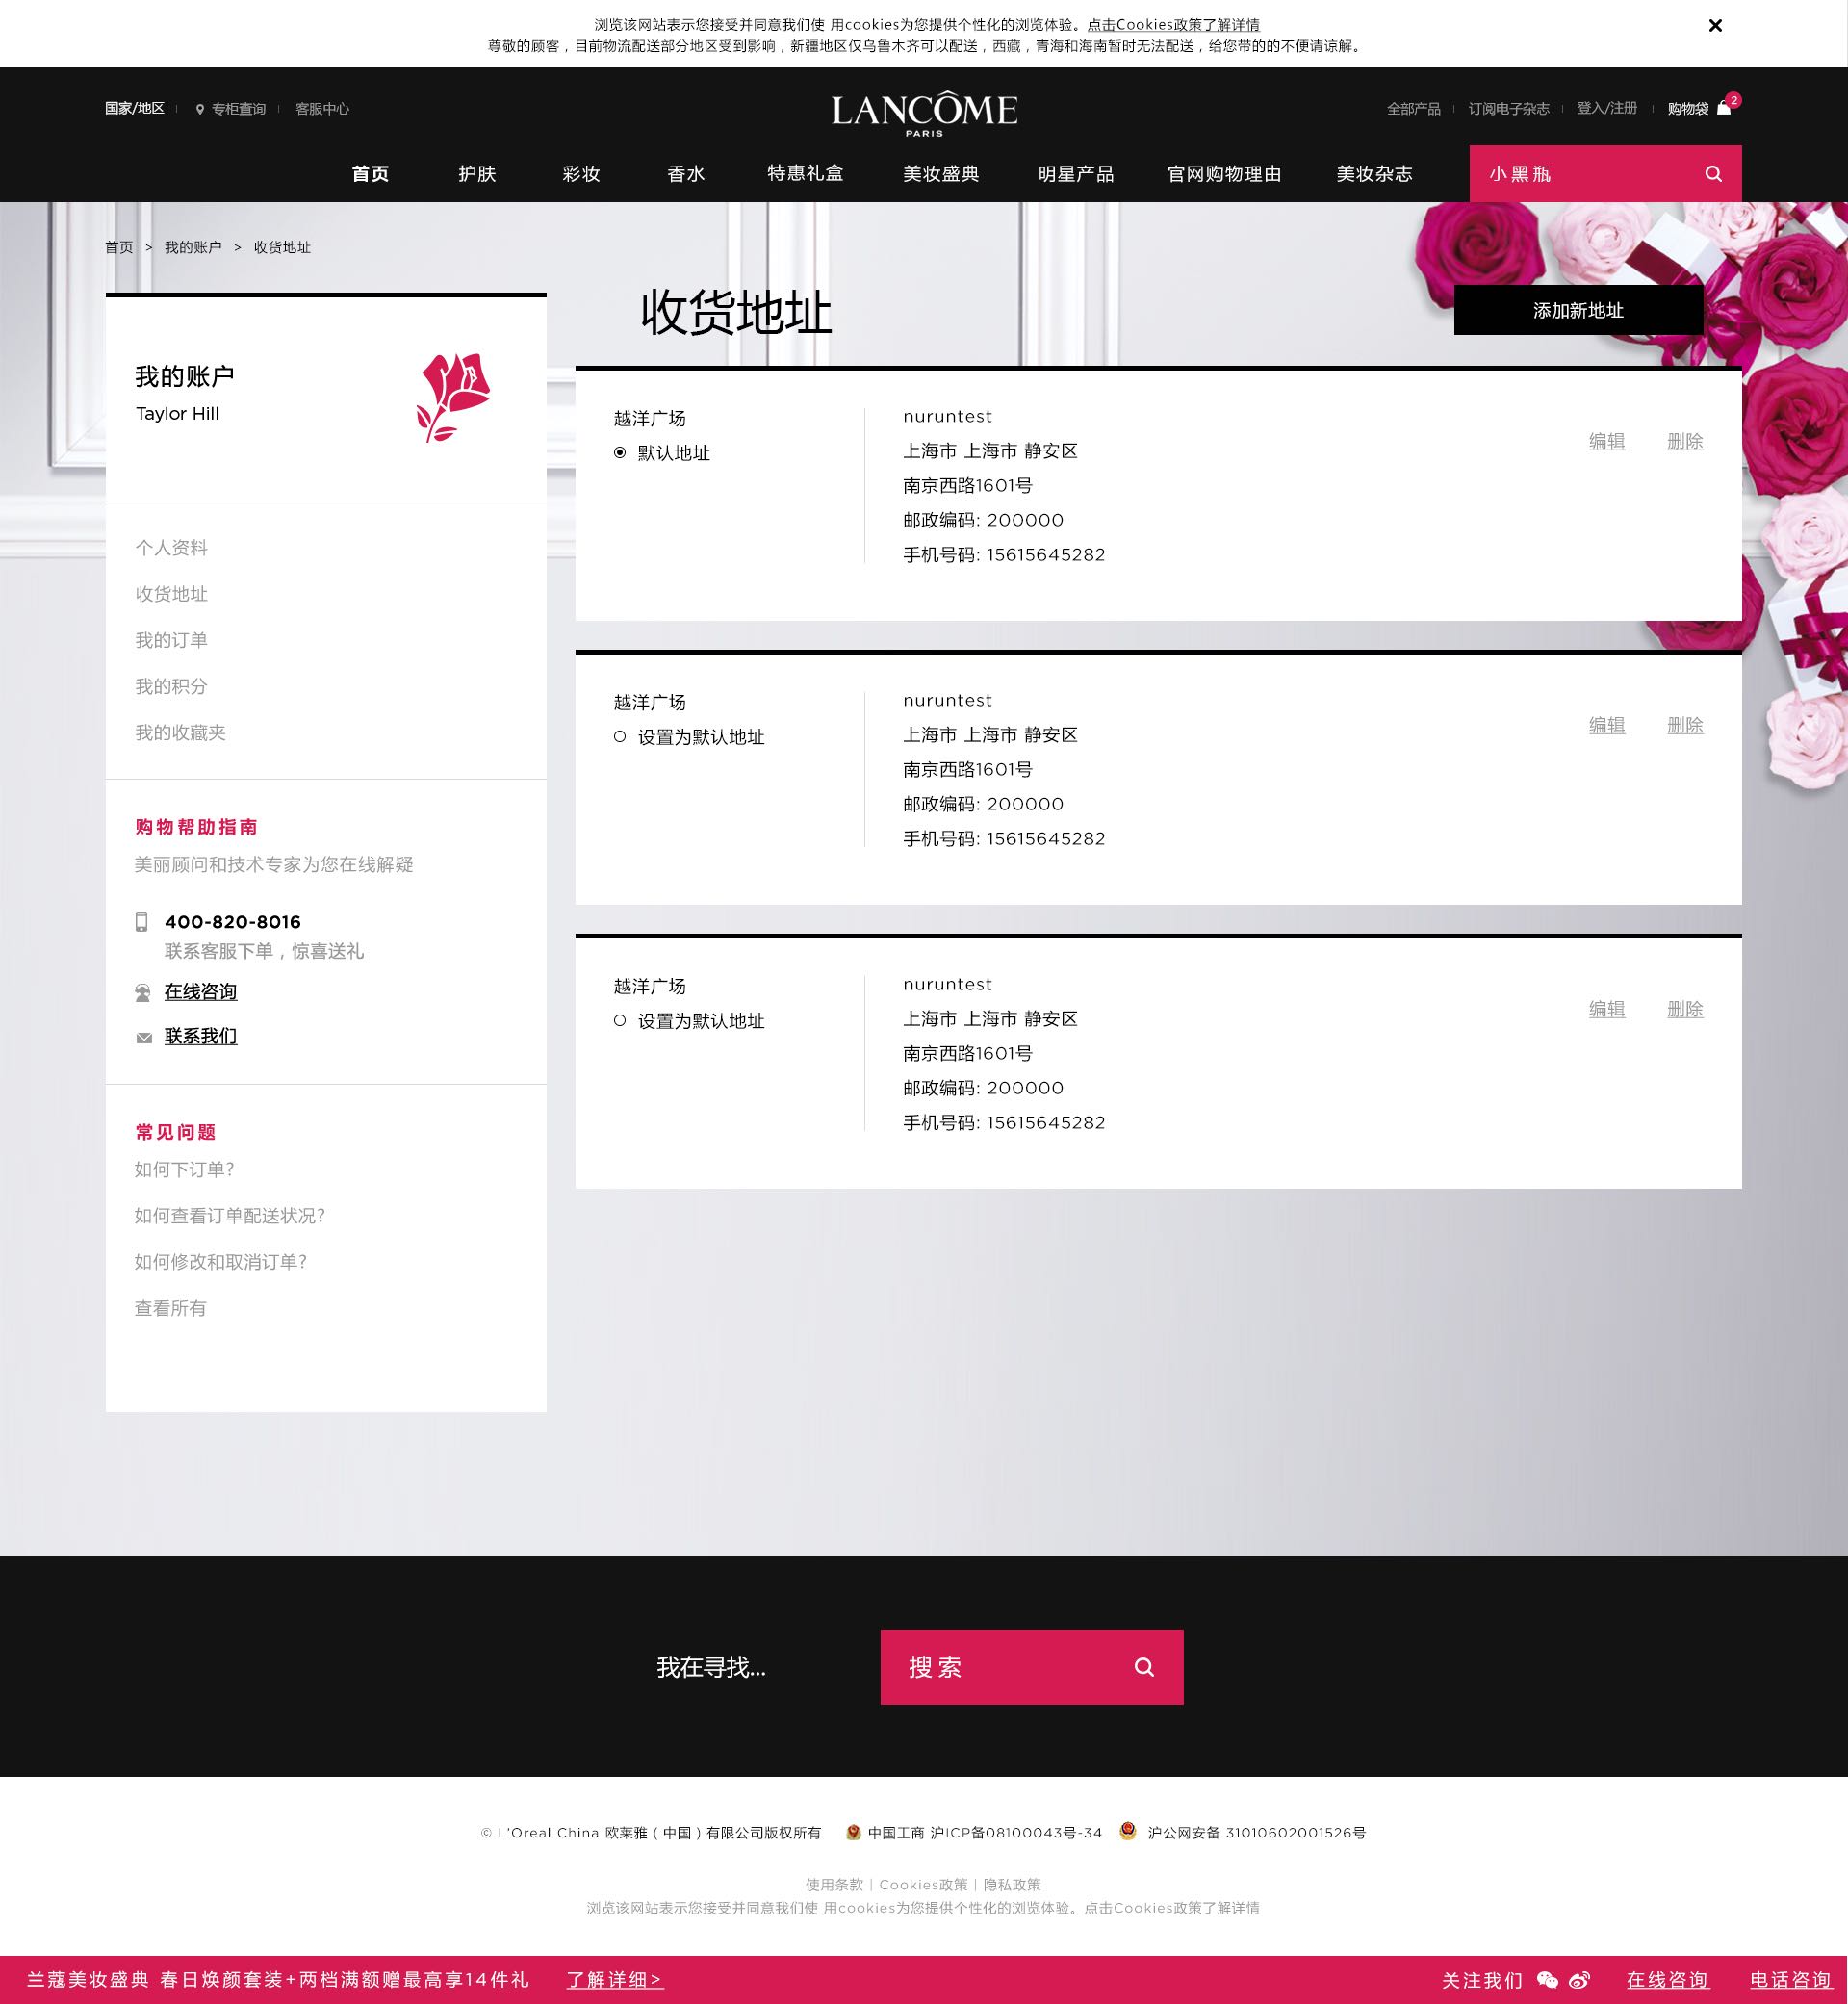 浏览该网站表示您接受并同意我们使 用cookies为您提供个性化的浏览体验。点击Cookies政策了解详情
尊敬的顾客，目前物流配送部分地区受到影响，新疆地区仅乌鲁木齐可以配送，西藏，青海和海南暂时无法配送，给您带的的不便请谅解。
国家/地区 专柜查询 客服中心
LANCÔME
PARIS
全部产品 订阅电子杂志 登入/注册 购物袋 2
首页 护肤 彩妆 香水 特惠礼盒 美妆盛典 明星产品 官网购物理由 美妆杂志 小黑瓶
首页 > 我的账户 > 收货地址
收货地址
添加新地址
我的账户
Taylor Hill
个人资料
收货地址
我的订单
我的积分
我的收藏夹
购物帮助指南
美丽顾问和技术专家为您在线解疑
400-820-8016
联系客服下单，惊喜送礼
在线咨询
联系我们
常见问题
如何下订单?
如何查看订单配送状况?
如何修改和取消订单?
查看所有
越洋广场
默认地址
nuruntest
上海市 上海市 静安区
南京西路1601号
邮政编码: 200000
手机号码: 15615645282
编辑 删除
越洋广场
设置为默认地址
nuruntest
上海市 上海市 静安区
南京西路1601号
邮政编码: 200000
手机号码: 15615645282
编辑 删除
越洋广场
设置为默认地址
nuruntest
上海市 上海市 静安区
南京西路1601号
邮政编码: 200000
手机号码: 15615645282
编辑 删除
我在寻找... 搜索
© L'Oreal China 欧莱雅（中国）有限公司版权所有 中国工商 沪ICP备08100043号-34 沪公网安备 31010602001526号
使用条款 | Cookies政策 | 隐私政策
浏览该网站表示您接受并同意我们使 用cookies为您提供个性化的浏览体验。点击Cookies政策了解详情
兰蔻美妆盛典 春日焕颜套装+两档满额赠最高享14件礼 了解详细> 关注我们 在线咨询 电话咨询